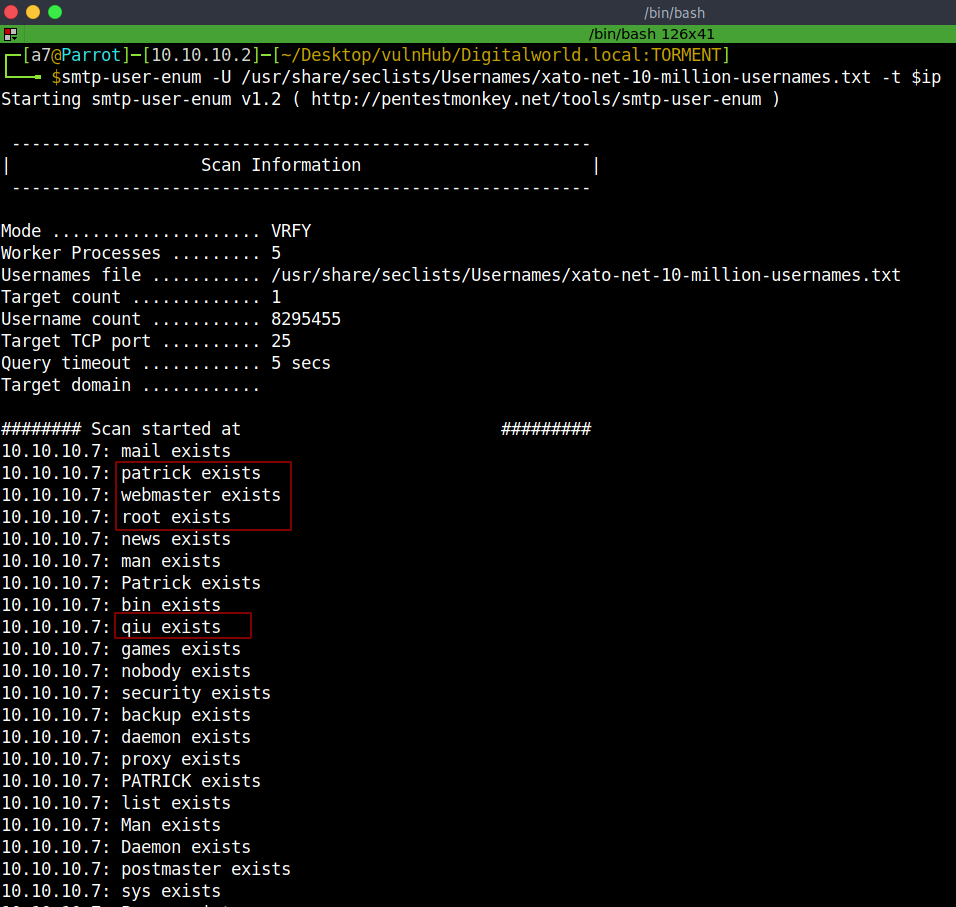 /bin/bash
/bin/bash 126x41
┌─[a7@Parrot]─[10.10.10.2]─[~/Desktop/vulnHub/Digitalworld.local:TORMENT]
└──╼ $smtp-user-enum -U /usr/share/seclists/Usernames/xato-net-10-million-usernames.txt -t $ip
Starting smtp-user-enum v1.2 ( http://pentestmonkey.net/tools/smtp-user-enum )
 ----------------------------------------------------------
|                   Scan Information                       |
 ----------------------------------------------------------
Mode ..................... VRFY
Worker Processes ......... 5
Usernames file ........... /usr/share/seclists/Usernames/xato-net-10-million-usernames.txt
Target count ............. 1
Username count ........... 8295455
Target TCP port .......... 25
Query timeout ............ 5 secs
Target domain ............
######## Scan started at                          #########
10.10.10.7: mail exists
10.10.10.7: patrick exists
10.10.10.7: webmaster exists
10.10.10.7: root exists
10.10.10.7: news exists
10.10.10.7: man exists
10.10.10.7: Patrick exists
10.10.10.7: bin exists
10.10.10.7: qiu exists
10.10.10.7: games exists
10.10.10.7: nobody exists
10.10.10.7: security exists
10.10.10.7: backup exists
10.10.10.7: daemon exists
10.10.10.7: proxy exists
10.10.10.7: PATRICK exists
10.10.10.7: list exists
10.10.10.7: Man exists
10.10.10.7: Daemon exists
10.10.10.7: postmaster exists
10.10.10.7: sys exists